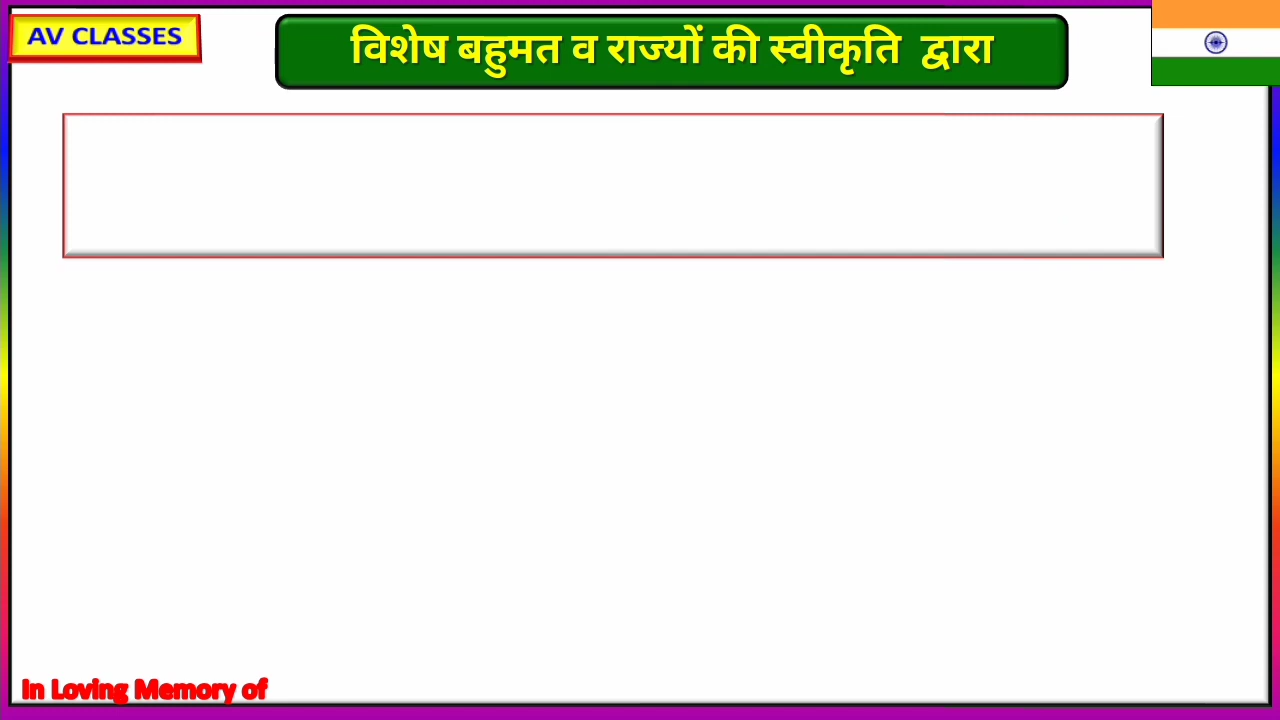 AV CLASSES
विशेष बहुमत व राज्यों की स्वीकृति द्वारा
In Loving Memory of